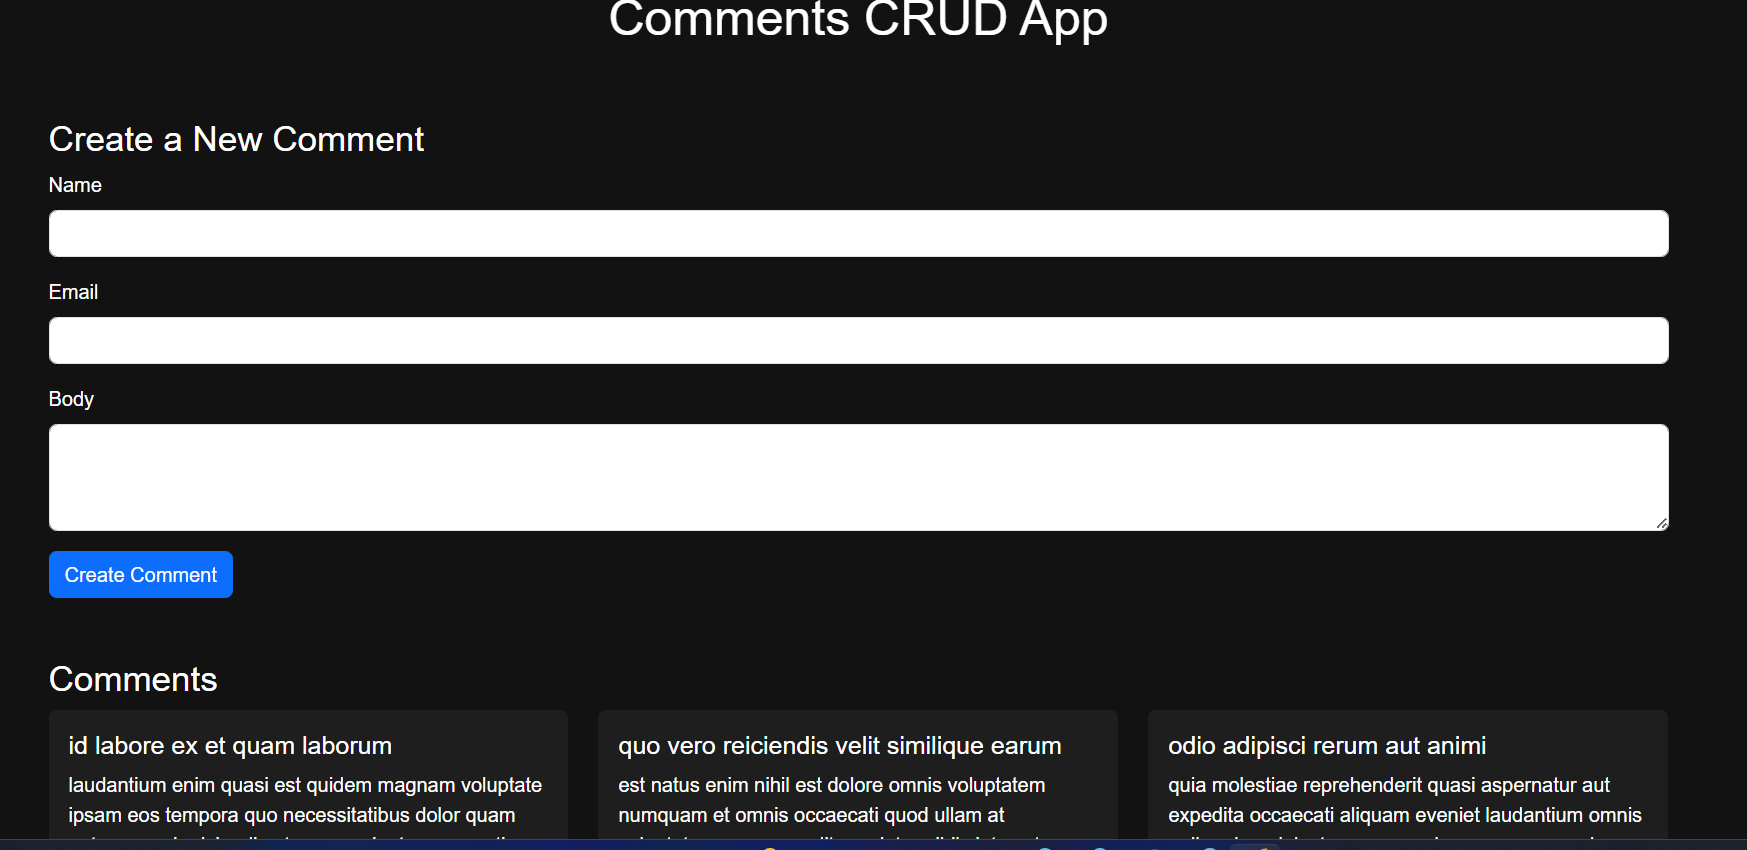 Comments CRUD App
Create a New Comment
Name
Email
Body
Create Comment
Comments
id labore ex et quam laborum
laudantium enim quasi est quidem magnam voluptate
ipsam eos tempora quo necessitatibus dolor quam
quo vero reiciendis velit similique earum
est natus enim nihil est dolore omnis voluptatem
numquam et omnis occaecati quod ullam at
odio adipisci rerum aut animi
quia molestiae reprehenderit quasi aspernatur aut
expedita occaecati aliquam eveniet laudantium omnis